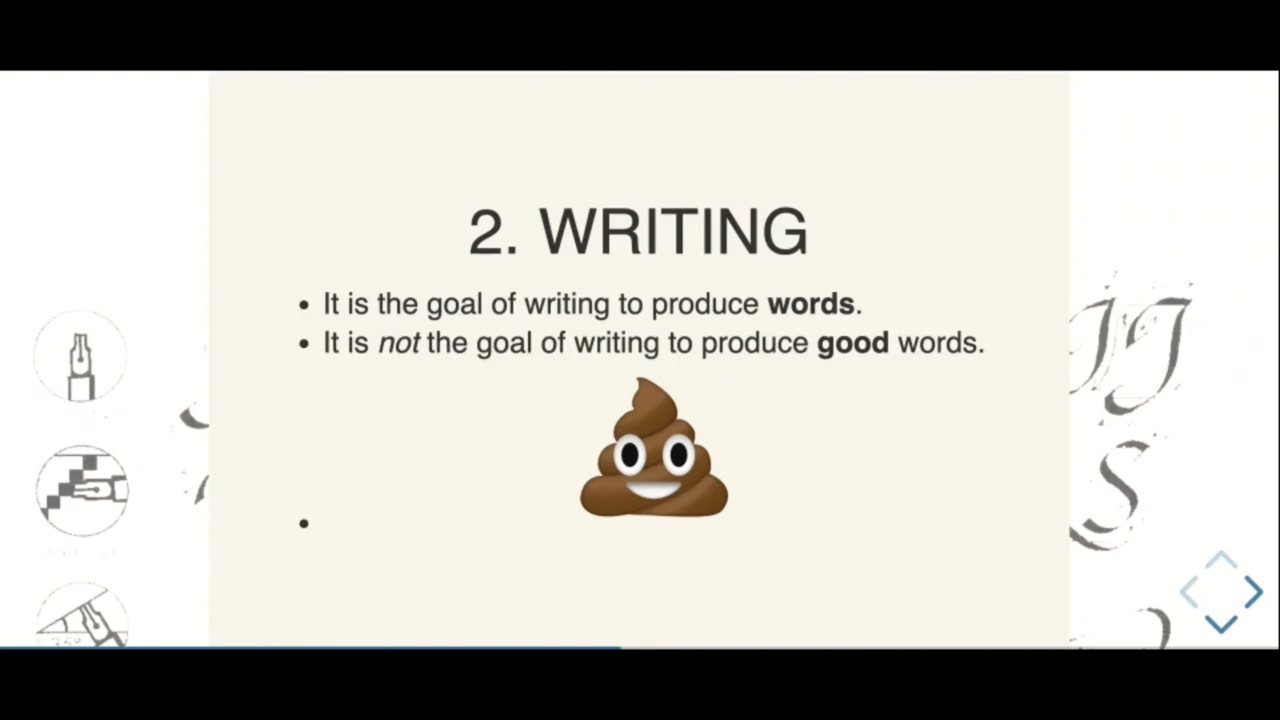 2. WRITING
• It is the goal of writing to produce words.
• It is not the goal of writing to produce good words.
•